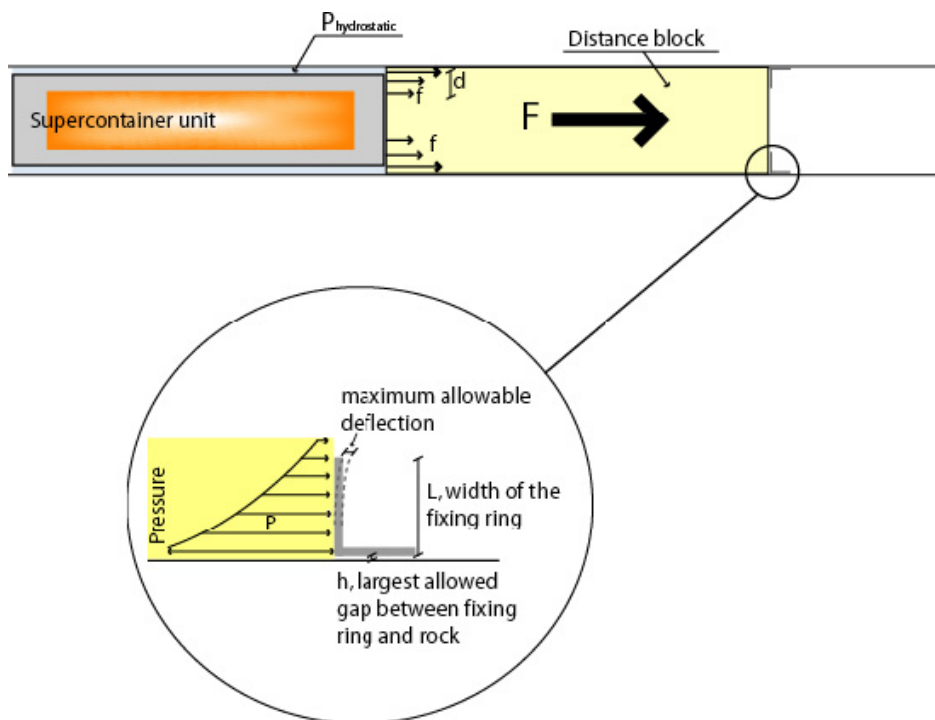 Phydrostatic
Distance block
d
f
F
Supercontainer unit
f
maximum allowable
deflection
Pressure
P
L, width of the
fixing ring
h, largest allowed
gap between fixing
ring and rock